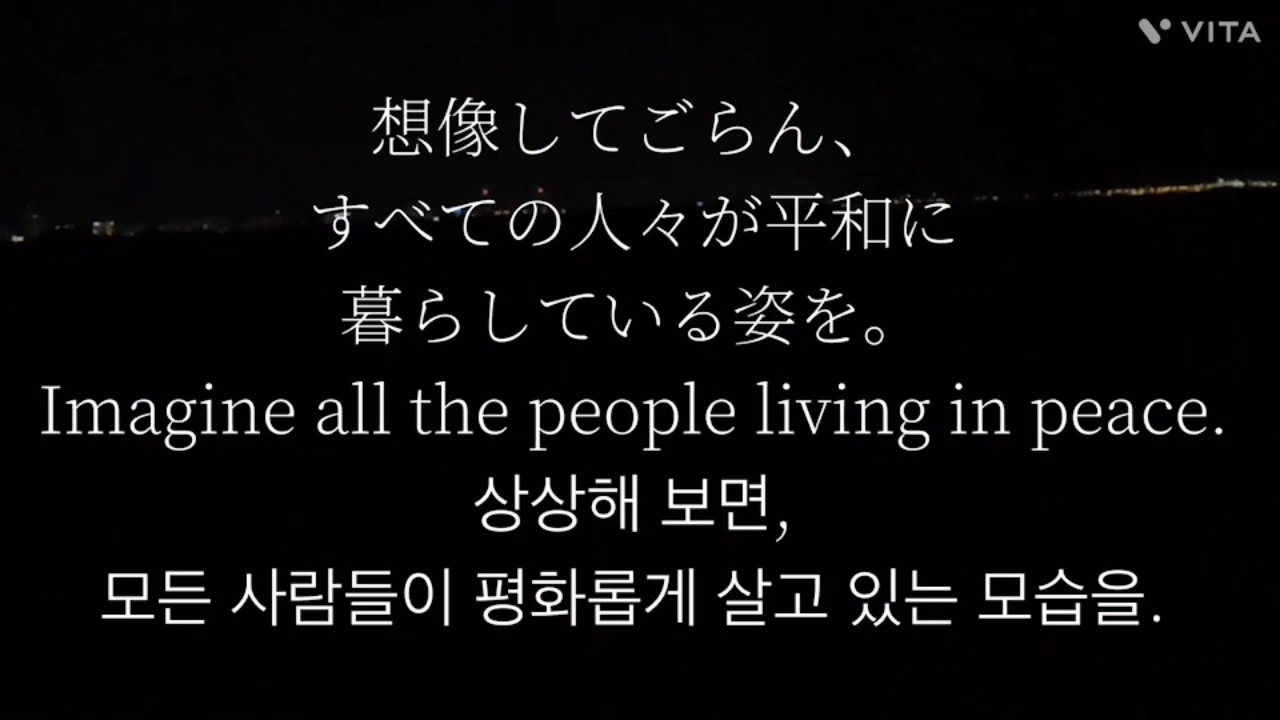 VITA
想像してごらん、
すべての人々が平和に
暮らしている姿を。
Imagine all the people living in peace.
상상해 보면,
모든 사람들이 평화롭게 살고 있는 모습을.